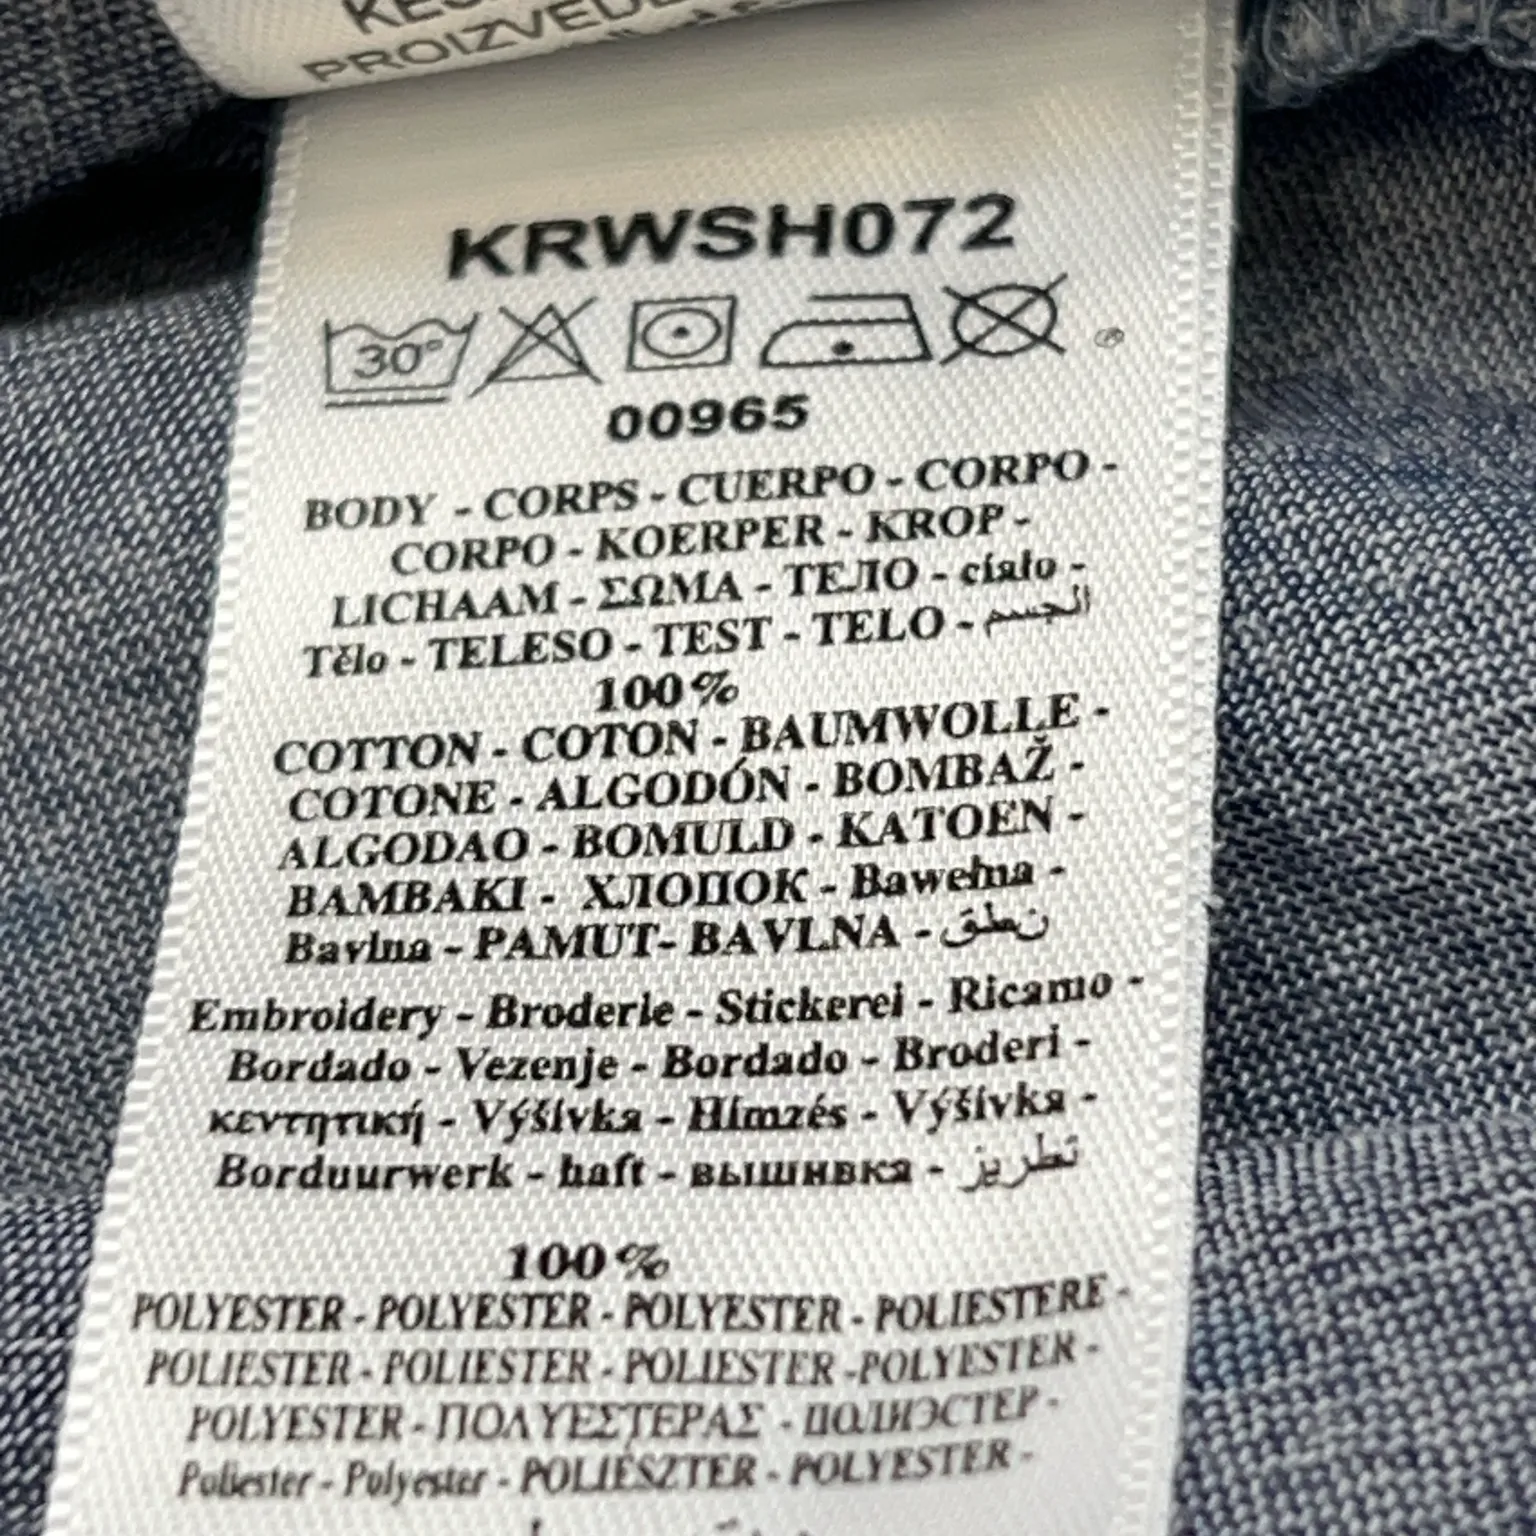 PROIZVEDE
KRWSH072
30°
00965
BODY - CORPS - CUERPO - CORPO -
CORPO - KOERPER - KROP -
LICHAAM - ΣΩΜΑ - ТЕЛО - ciało -
Tělo - TELESO - TEST - TELO - الجسم
100%
COTTON - COTON - BAUMWOLLE -
COTONE - ALGODÓN - BOMBAŽ -
ALGODAO - BOMULD - KATOEN -
BAMBAKI - ХЛОПОК - Bawełna -
Bavlna - PAMUT- BAVLNA - نطق
Embroidery - Broderie - Stickerei - Ricamo -
Bordado - Vezenje - Bordado - Broderi -
κεντητική - Výšivka - Hímzés - Výšivka -
Borduurwerk - haft - вышивка - تطريز
100%
POLYESTER - POLYESTER - POLYESTER - POLIESTERE -
POLIESTER - POLIESTER - POLIESTER -POLYESTER -
POLYESTER - ΠΟΛΥΕΣΤΕΡΑΣ - ПОЛИЭСТЕР -
Poliester - Polyester - POLIÉSZTER - POLYESTER -